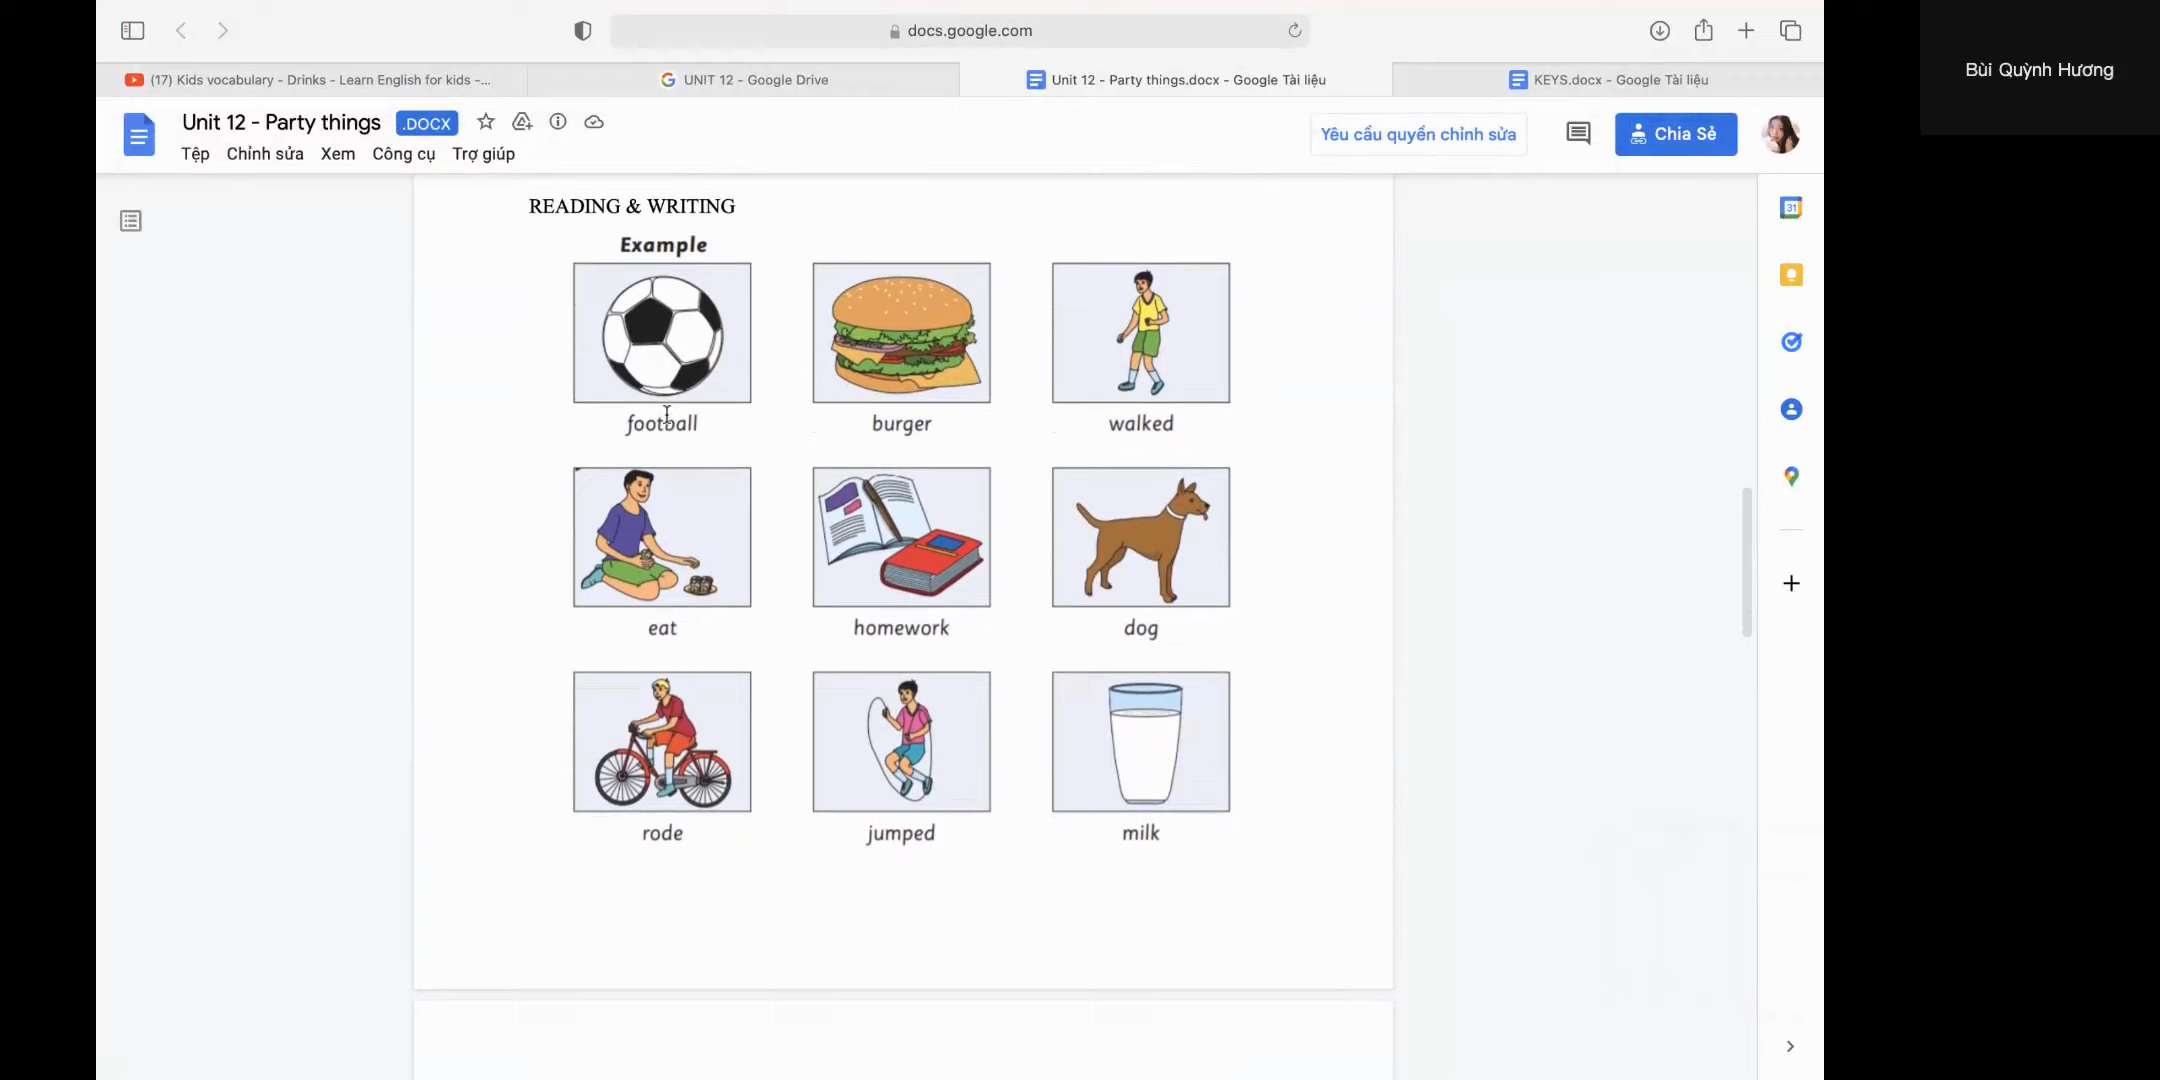 docs.google.com
(17) Kids vocabulary - Drinks - Learn English for kids -...
UNIT 12 - Google Drive
Unit 12 - Party things.docx - Google Tài liệu
KEYS.docx - Google Tài liệu
Bùi Quỳnh Hương
Unit 12 - Party things .DOCX
Tệp Chỉnh sửa Xem Công cụ Trợ giúp
Yêu cầu quyền chỉnh sửa
Chia Sẻ
31
READING & WRITING
Example
football burger walked
eat homework dog
rode jumped milk